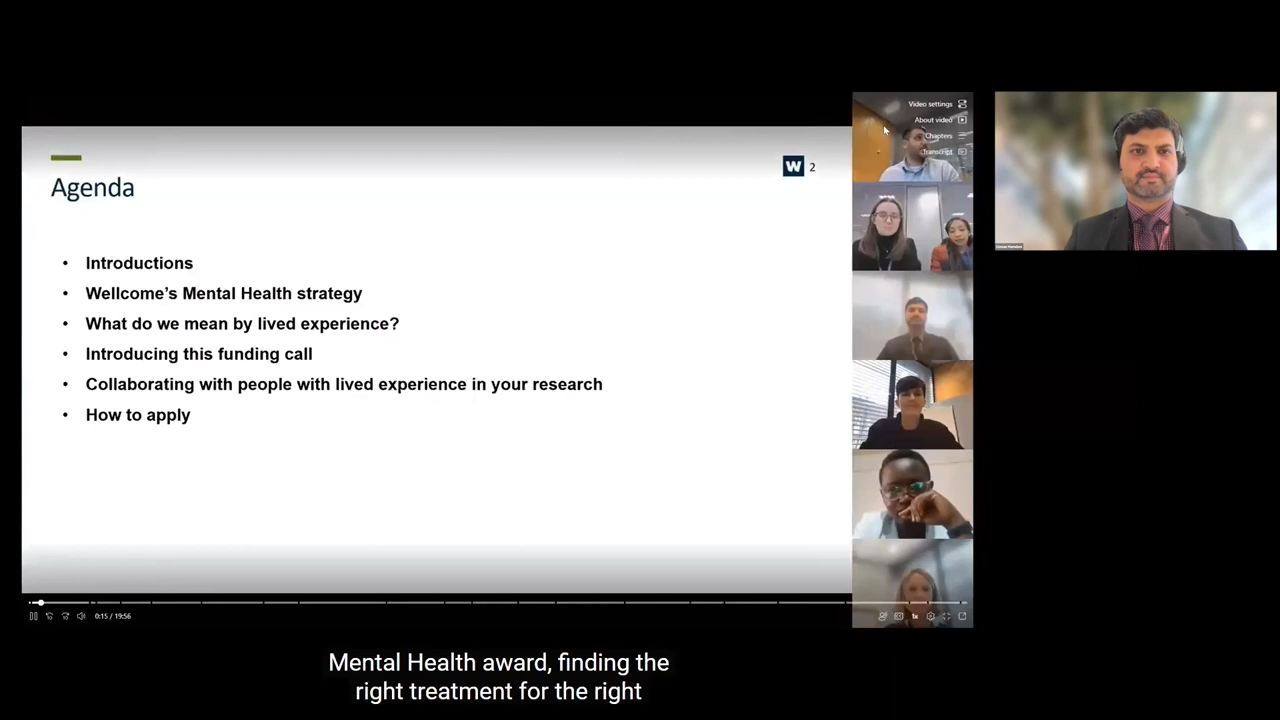 Video settings
About video
Chapters
Transcript
W 2
Agenda
• Introductions
• Wellcome’s Mental Health strategy
• What do we mean by lived experience?
• Introducing this funding call
• Collaborating with people with lived experience in your research
• How to apply
0:15 / 19:56
1x
Mental Health award, finding the
right treatment for the right